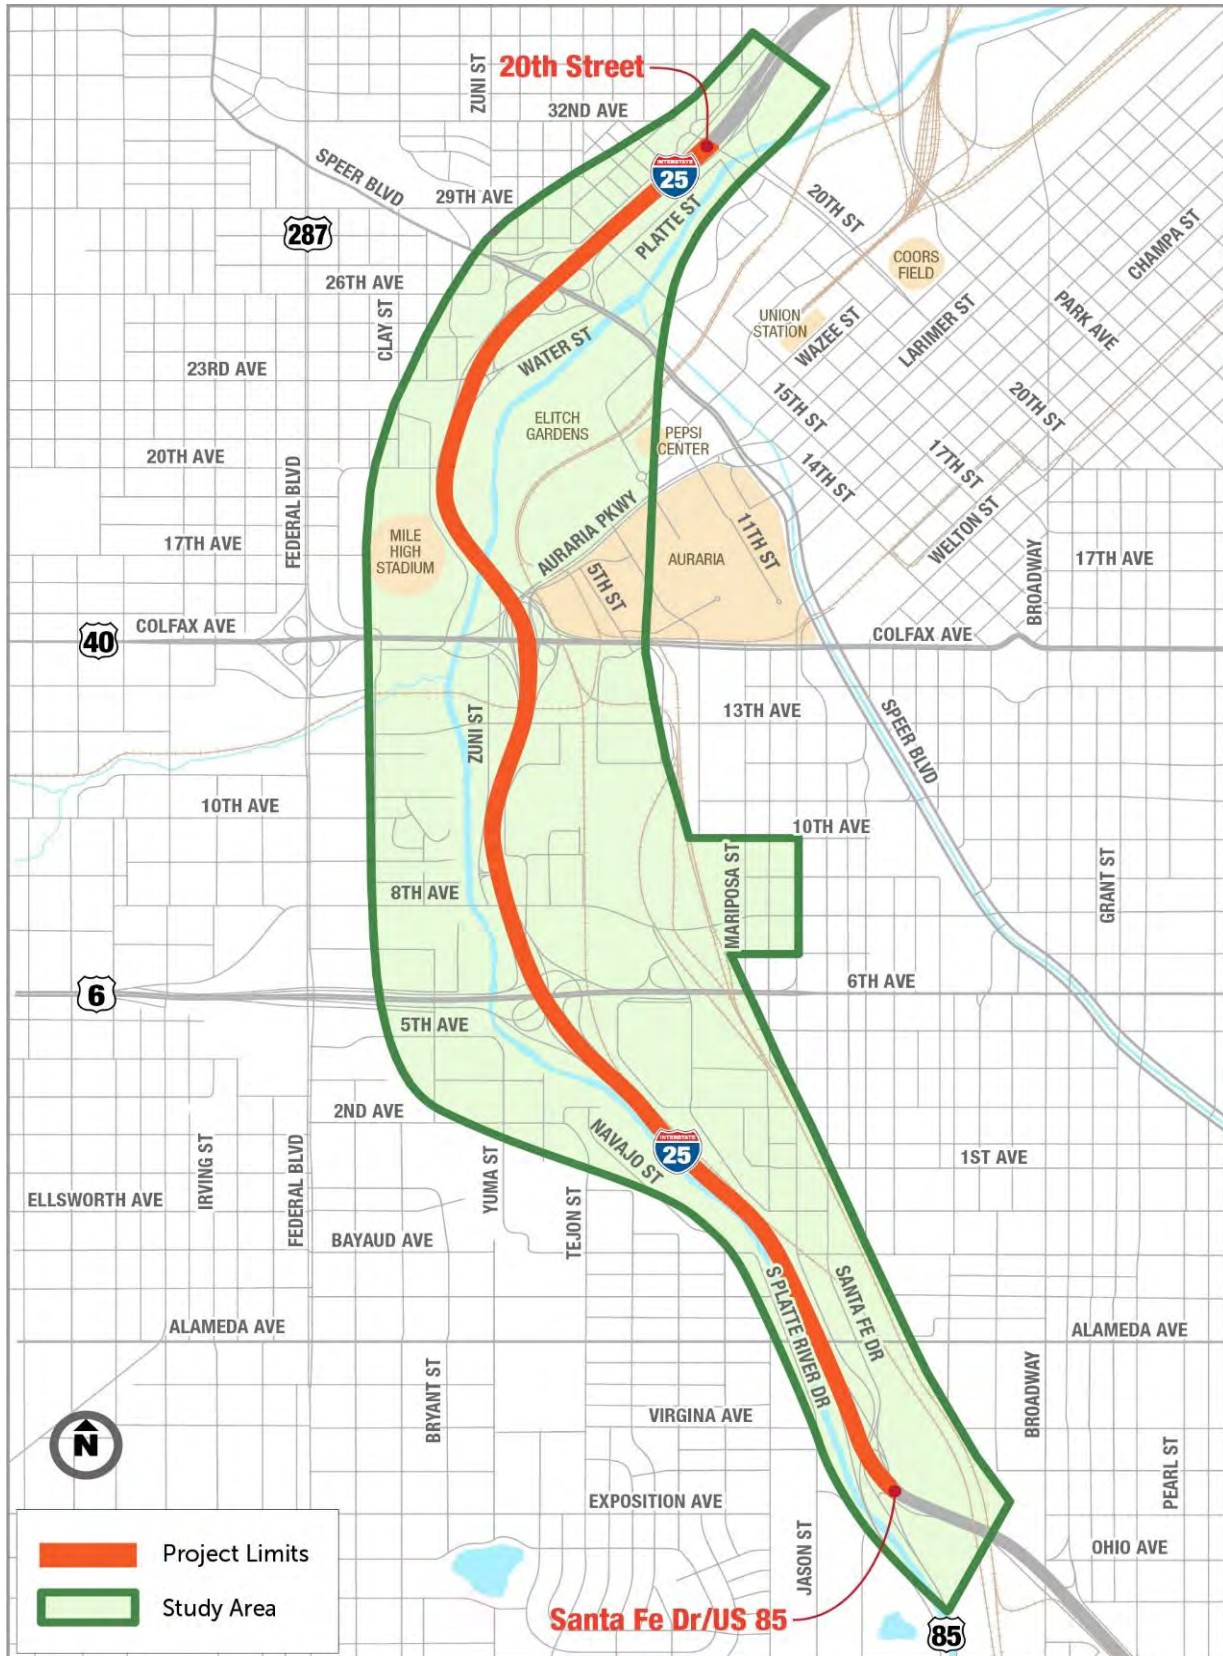 20th Street
ZUNI ST
32ND AVE
INTERSTATE
25
SPEER BLVD
29TH AVE
287
PLATTE ST
20TH ST
COORS
FIELD
CHAMPA ST
26TH AVE
CLAY ST
UNION
STATION
WAZEE ST
LARIMER ST
PARK AVE
WATER ST
23RD AVE
15TH ST
20TH ST
ELITCH
GARDENS
PEPSI
CENTER
20TH AVE
FEDERAL BLVD
14TH ST
17TH ST
WELTON ST
MILE
HIGH
STADIUM
17TH AVE
AURARIA PKWY
11TH ST
AURARIA
5TH ST
BROADWAY
17TH AVE
40
COLFAX AVE
COLFAX AVE
ZUNI ST
13TH AVE
SPEER BLVD
10TH AVE
10TH AVE
MARIPOSA ST
GRANT ST
8TH AVE
6
6TH AVE
5TH AVE
2ND AVE
NAVAJO ST
INTERSTATE
25
IRVING ST
FEDERAL BLVD
YUMA ST
1ST AVE
ELLSWORTH AVE
TEJON ST
BAYAUD AVE
S PLATTE RIVER DR
SANTA FE DR
ALAMEDA AVE
ALAMEDA AVE
BRYANT ST
BROADWAY
VIRGINA AVE
N
PEARL ST
EXPOSITION AVE
JASON ST
OHIO AVE
Project Limits
Study Area
Santa Fe Dr/US 85
85